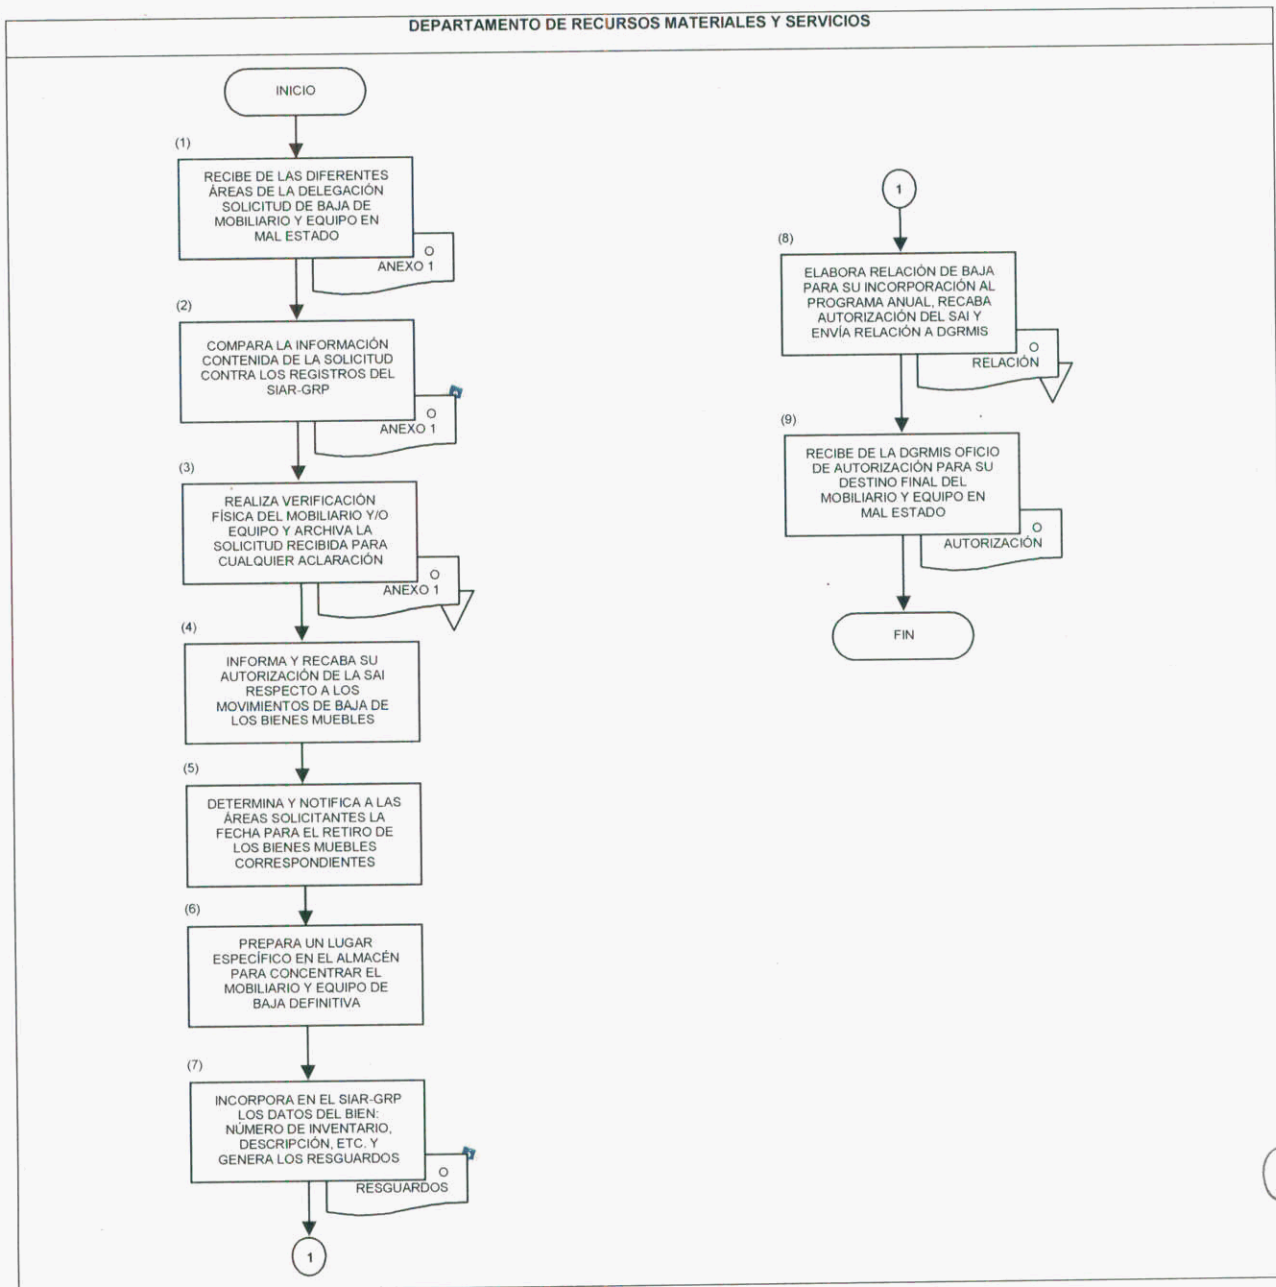 DEPARTAMENTO DE RECURSOS MATERIALES Y SERVICIOS
INICIO
(1)
RECIBE DE LAS DIFERENTES
ÁREAS DE LA DELEGACIÓN
SOLICITUD DE BAJA DE
MOBILIARIO Y EQUIPO EN
MAL ESTADO
O
ANEXO 1
(2)
COMPARA LA INFORMACIÓN
CONTENIDA DE LA SOLICITUD
CONTRA LOS REGISTROS DEL
SIAR-GRP
O
ANEXO 1
(3)
REALIZA VERIFICACIÓN
FÍSICA DEL MOBILIARIO Y/O
EQUIPO Y ARCHIVA LA
SOLICITUD RECIBIDA PARA
CUALQUIER ACLARACIÓN
O
ANEXO 1
(4)
INFORMA Y RECABA SU
AUTORIZACIÓN DE LA SAI
RESPECTO A LOS
MOVIMIENTOS DE BAJA DE
LOS BIENES MUEBLES
(5)
DETERMINA Y NOTIFICA A LAS
ÁREAS SOLICITANTES LA
FECHA PARA EL RETIRO DE
LOS BIENES MUEBLES
CORRESPONDIENTES
(6)
PREPARA UN LUGAR
ESPECÍFICO EN EL ALMACÉN
PARA CONCENTRAR EL
MOBILIARIO Y EQUIPO DE
BAJA DEFINITIVA
(7)
INCORPORA EN EL SIAR-GRP
LOS DATOS DEL BIEN:
NÚMERO DE INVENTARIO,
DESCRIPCIÓN, ETC. Y
GENERA LOS RESGUARDOS
O
RESGUARDOS
1
1
(8)
ELABORA RELACIÓN DE BAJA
PARA SU INCORPORACIÓN AL
PROGRAMA ANUAL, RECABA
AUTORIZACIÓN DEL SAI Y
ENVÍA RELACIÓN A DGRMIS
O
RELACIÓN
(9)
RECIBE DE LA DGRMIS OFICIO
DE AUTORIZACIÓN PARA SU
DESTINO FINAL DEL
MOBILIARIO Y EQUIPO EN
MAL ESTADO
O
AUTORIZACIÓN
FIN